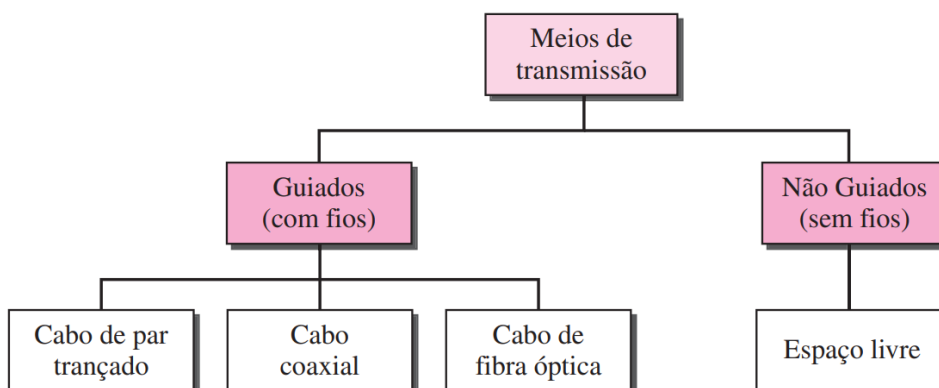 Meios de
transmissão
Guiados
(com fios)
Não Guiados
(sem fios)
Cabo de par
trançado
Cabo
coaxial
Cabo de
fibra óptica
Espaço livre